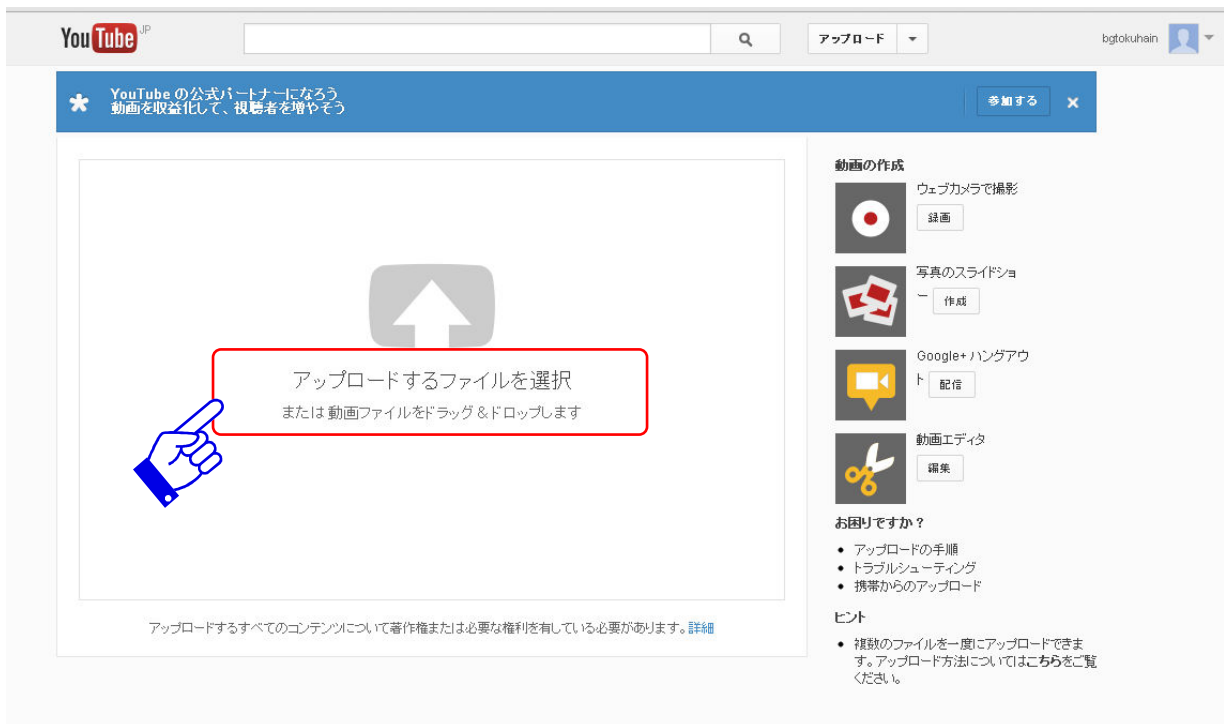 YouTube JP
アップロード
bgtokuhain
YouTube の公式パートナーになろう
動画を収益化して、視聴者を増やそう
参加する
アップロードするファイルを選択
または動画ファイルをドラッグ&ドロップします
アップロードするすべてのコンテンツについて著作権または必要な権利を有している必要があります。詳細
動画の作成
ウェブカメラで撮影
録画
写真のスライドショ
ー 作成
Google+ ハングアウ
ト 配信
動画エディタ
編集
お困りですか？
• アップロードの手順
• トラブルシューティング
• 携帯からのアップロード
ヒント
• 複数のファイルを一度にアップロードできま
す。アップロード方法についてはこちらをご覧
ください。